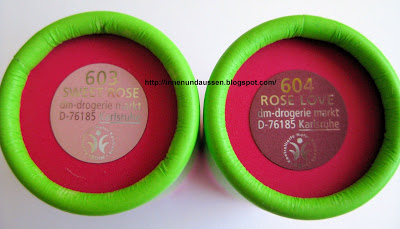 603
SWEET ROSE
dm-drogerie markt
D-76185 Karlsruhe
604
ROSE LOVE
dm-drogerie markt
D-76185 Karlsruhe
http://innenundaussen.blogspot.com/